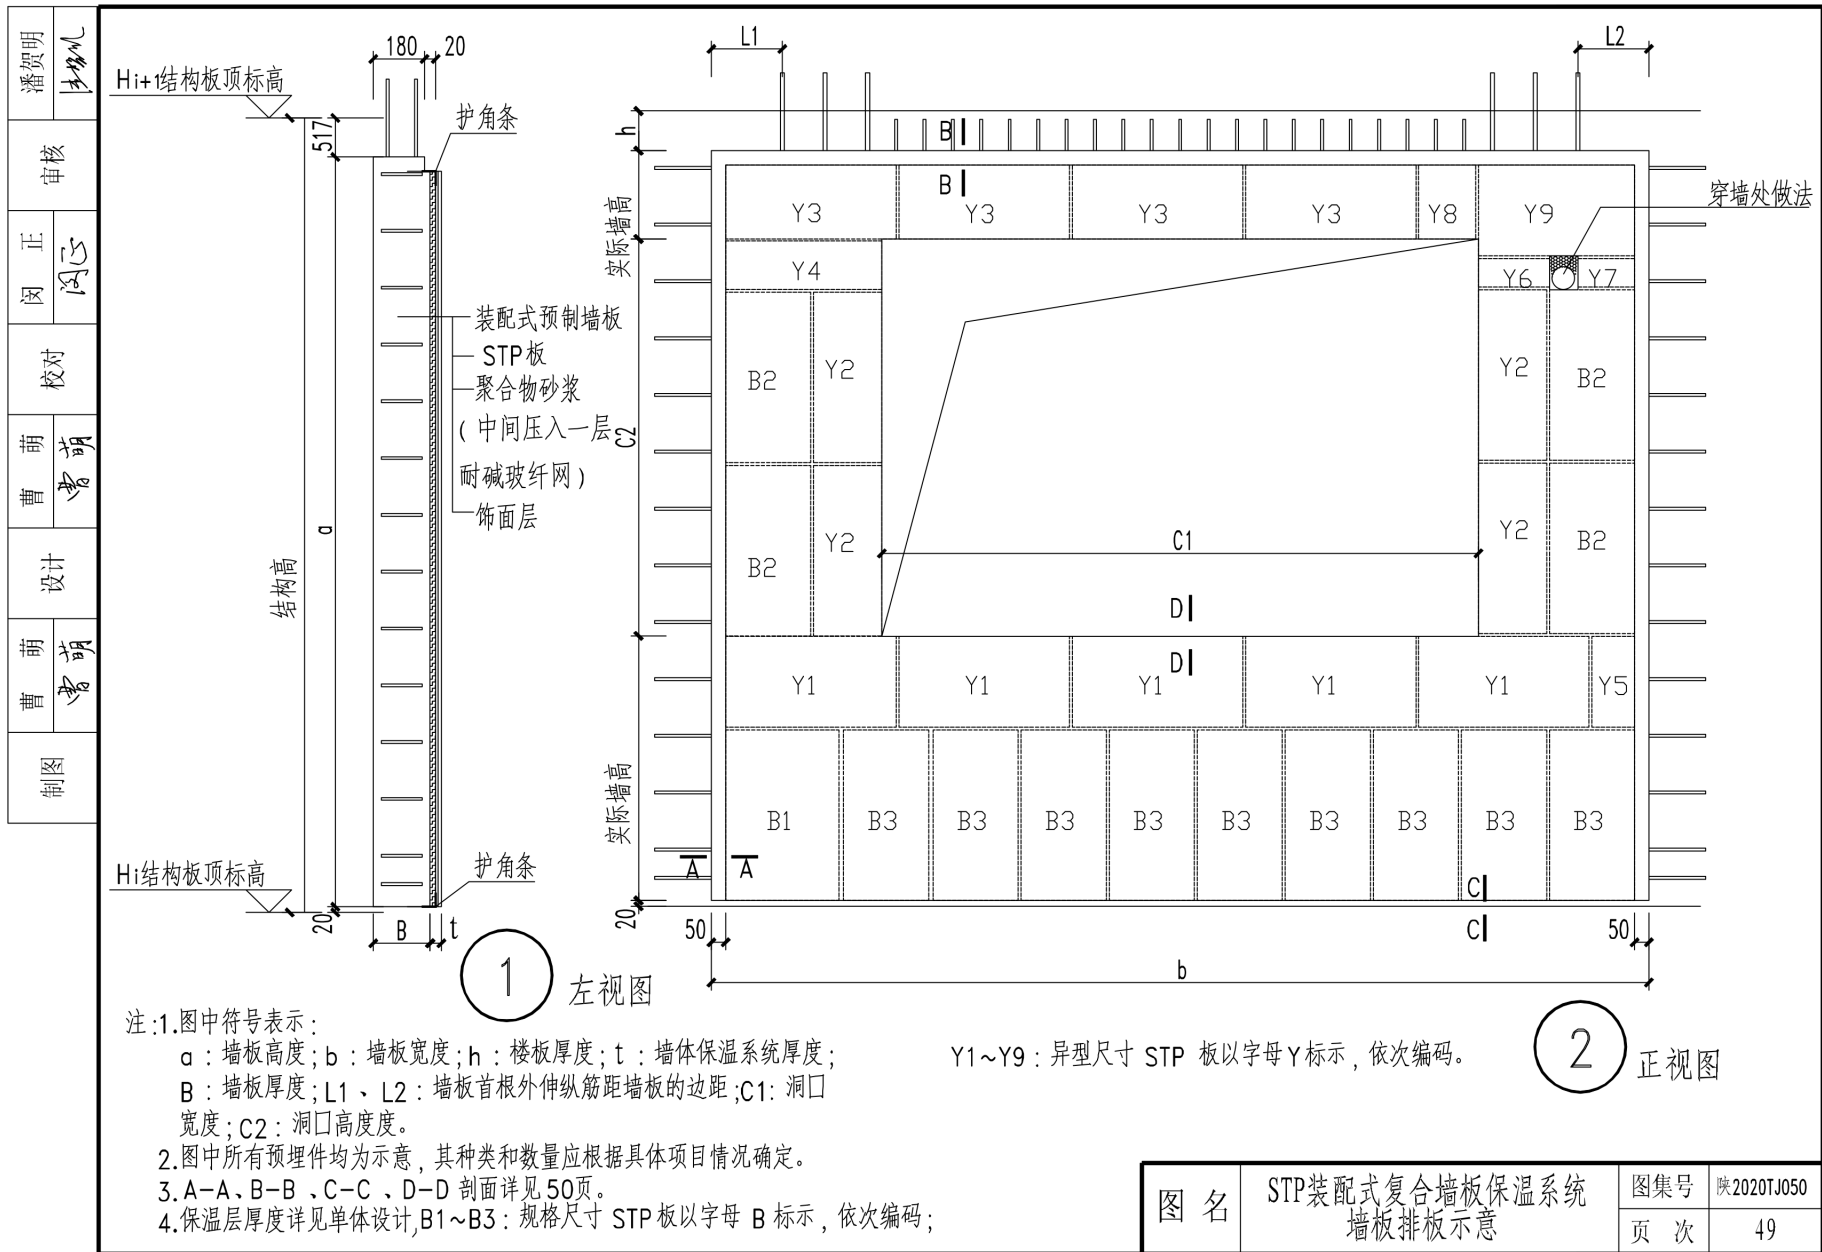 潘贺明
审核
闵 正
闵正
校对
曹 萌
曹萌
设计
曹 萌
曹萌
制图
Hi+1结构板顶标高
180
20
517
护角条
装配式预制墙板
STP板
聚合物砂浆
(中间压入一层
耐碱玻纤网)
饰面层
结构高
a
Hi结构板顶标高
护角条
20
B
t
1
左视图
L1
L2
h
B
B
穿墙处做法
实际墙高
Y3
Y3
Y3
Y3
Y8
Y9
Y4
Y6
Y7
B2
Y2
Y2
B2
C2
B2
Y2
C1
Y2
B2
D
D
Y1
Y1
Y1
Y1
Y1
Y5
实际墙高
B1
B3
B3
B3
B3
B3
B3
B3
B3
B3
A
A
C
C
20
50
50
b
2
正视图
注:1.图中符号表示:
a:墙板高度;b:墙板宽度;h:楼板厚度;t:墙体保温系统厚度;
B:墙板厚度;L1、L2:墙板首根外伸纵筋距墙板的边距;C1:洞口
宽度;C2:洞口高度度。
2.图中所有预埋件均为示意,其种类和数量应根据具体项目情况确定。
3.A-A、B-B、C-C、D-D 剖面详见50页。
4.保温层厚度详见单体设计,B1~B3:规格尺寸 STP板以字母 B 标示,依次编码;
Y1~Y9:异型尺寸 STP 板以字母Y标示,依次编码。
图 名
STP装配式复合墙板保温系统
墙板排板示意
图集号
陕2020TJ050
页 次
49